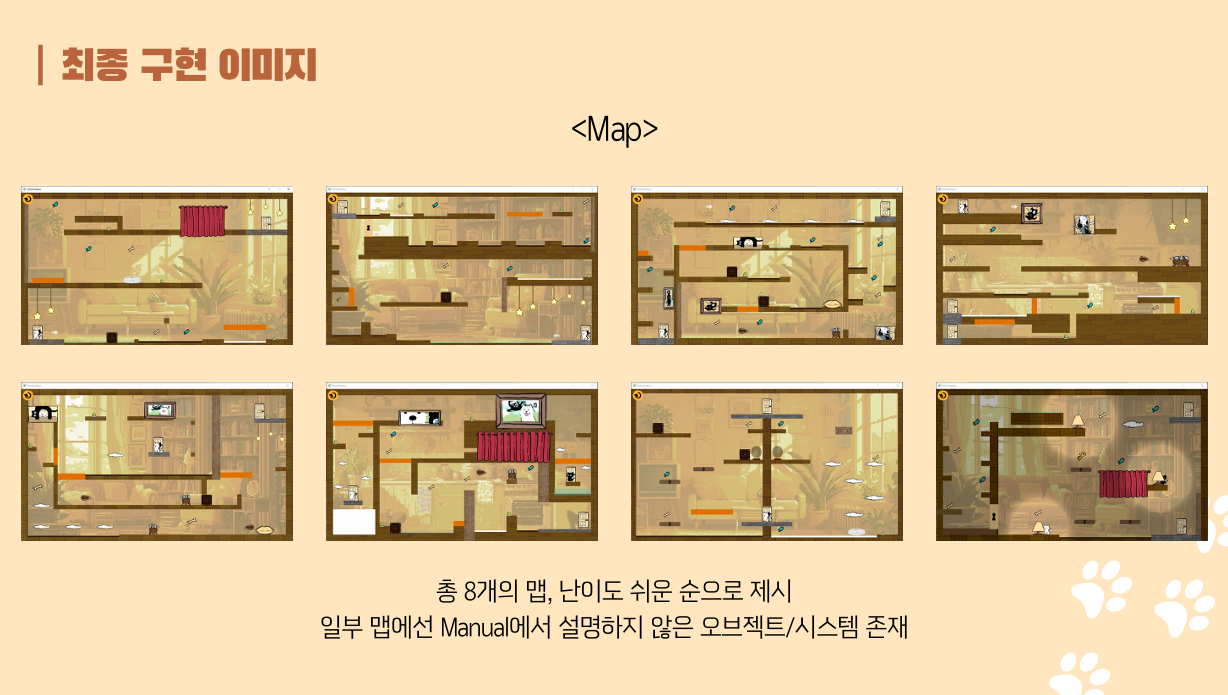 최종 구현 이미지
<Map>
총 8개의 맵, 난이도 쉬운 순으로 제시
일부 맵에선 Manual에서 설명하지 않은 오브젝트/시스템 존재